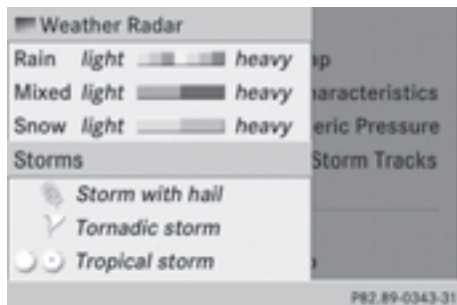 Weather Radar
Rain light heavy ap
Mixed light heavy haracteristics
Snow light heavy eric Pressure
Storms Storm Tracks
Storm with hail
Tornadic storm
Tropical storm
P82.89-0343-31